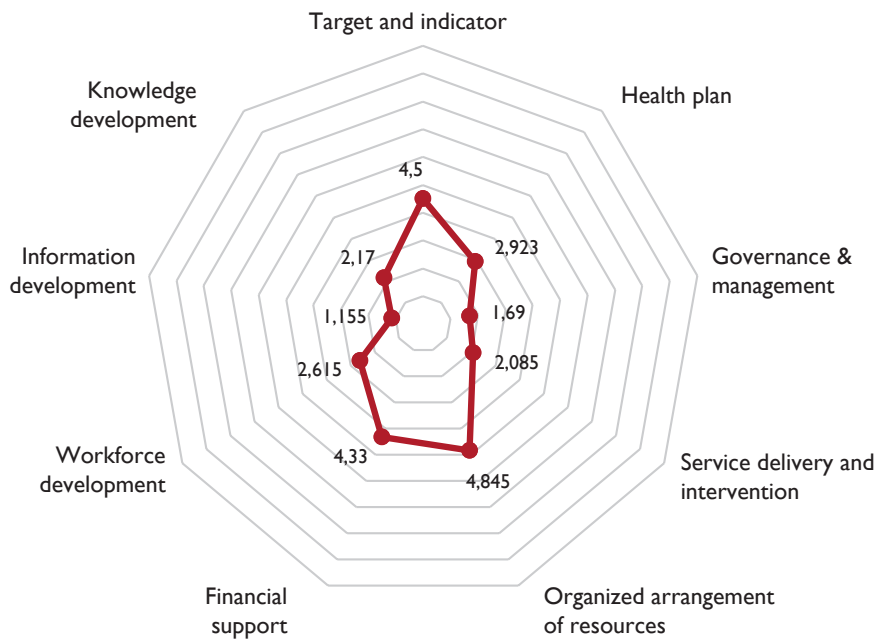 Target and indicator
Knowledge
development
Health plan
4,5
2,17
2,923
Information
development
Governance &
management
1,155
1,69
2,615
2,085
Workforce
development
4,33
4,845
Service delivery and
intervention
Financial
support
Organized arrangement
of resources